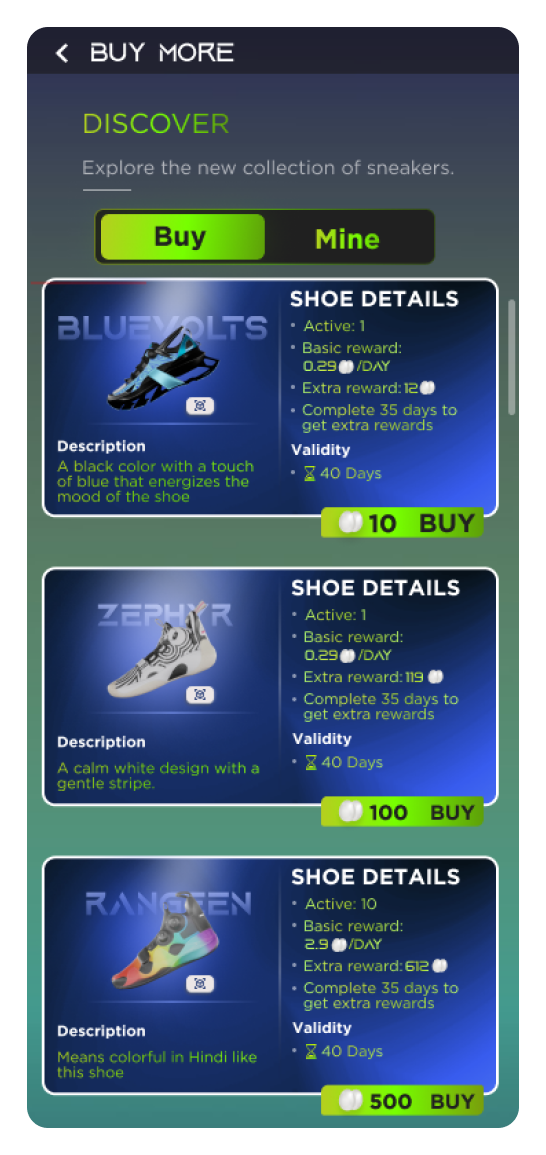 BUY MORE
DISCOVER
Explore the new collection of sneakers.
Buy
Mine
BLUEVOLTS
Description
A black color with a touch
of blue that energizes the
mood of the shoe
SHOE DETAILS
• Active: 1
• Basic reward:
0.29/DAY
• Extra reward:12
• Complete 35 days to
get extra rewards
Validity
• 40 Days
10 BUY
ZEPHYR
Description
A calm white design with a
gentle stripe.
SHOE DETAILS
• Active: 1
• Basic reward:
0.29/DAY
• Extra reward:119
• Complete 35 days to
get extra rewards
Validity
• 40 Days
100 BUY
RANGEEN
Description
Means colorful in Hindi like
this shoe
SHOE DETAILS
• Active: 10
• Basic reward:
2.9/DAY
• Extra reward:612
• Complete 35 days to
get extra rewards
Validity
• 40 Days
500 BUY